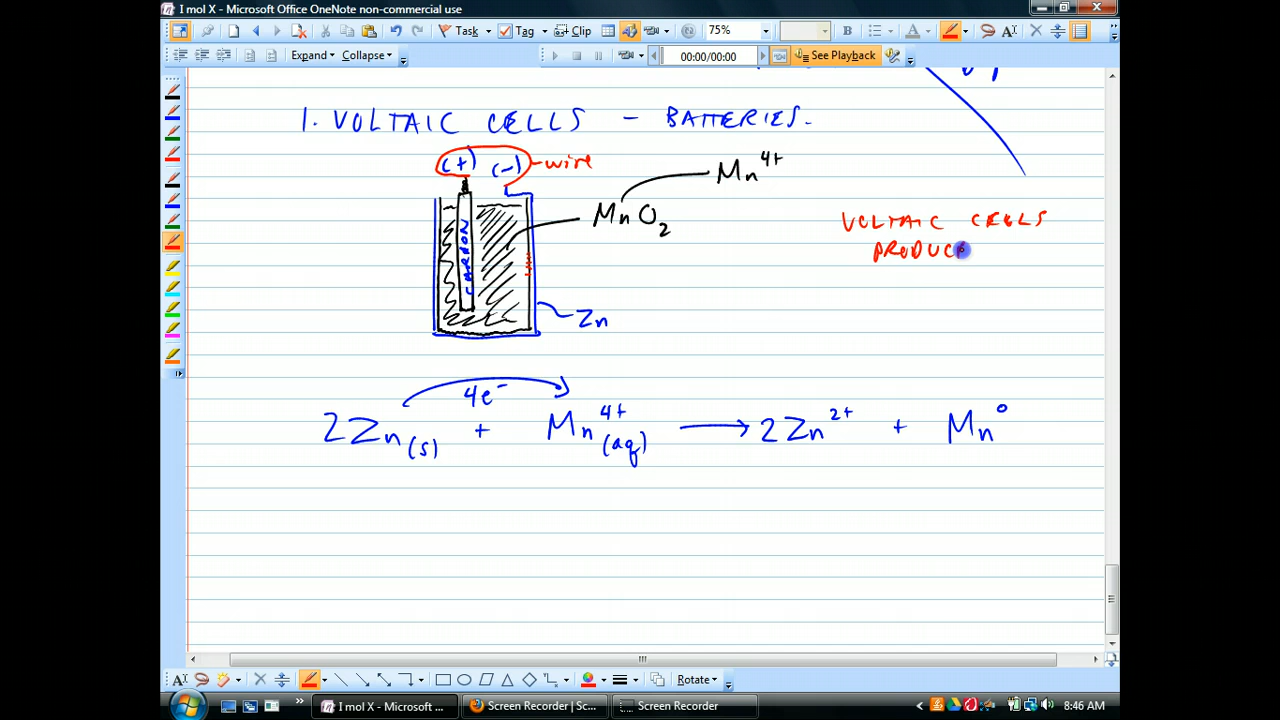 I mol X - Microsoft Office OneNote non-commercial use
Task Tag Clip 75%
Expand Collapse 00:00/00:00 See Playback
1. VOLTAIC CELLS - BATTERIES.
(+) (-) -wire Mn4+
MnO2
VOLTAIC CELLS
PRODUC
CARBON
Zn
4e-
2Zn(s) + Mn4+(aq) → 2Zn2+ + Mn0
Rotate
I mol X - Microsoft ... Screen Recorder | Sc... Screen Recorder 8:46 AM